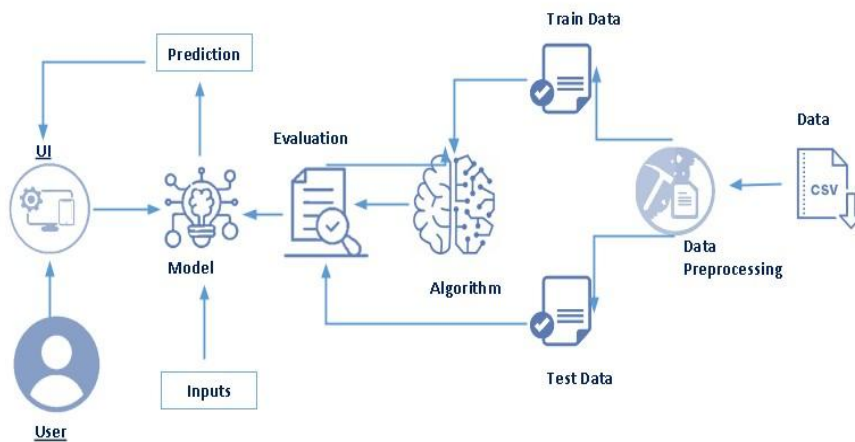 Train Data
Prediction
Evaluation
Data
UI
CSV
Model
Algorithm
Data
Preprocessing
Inputs
Test Data
User